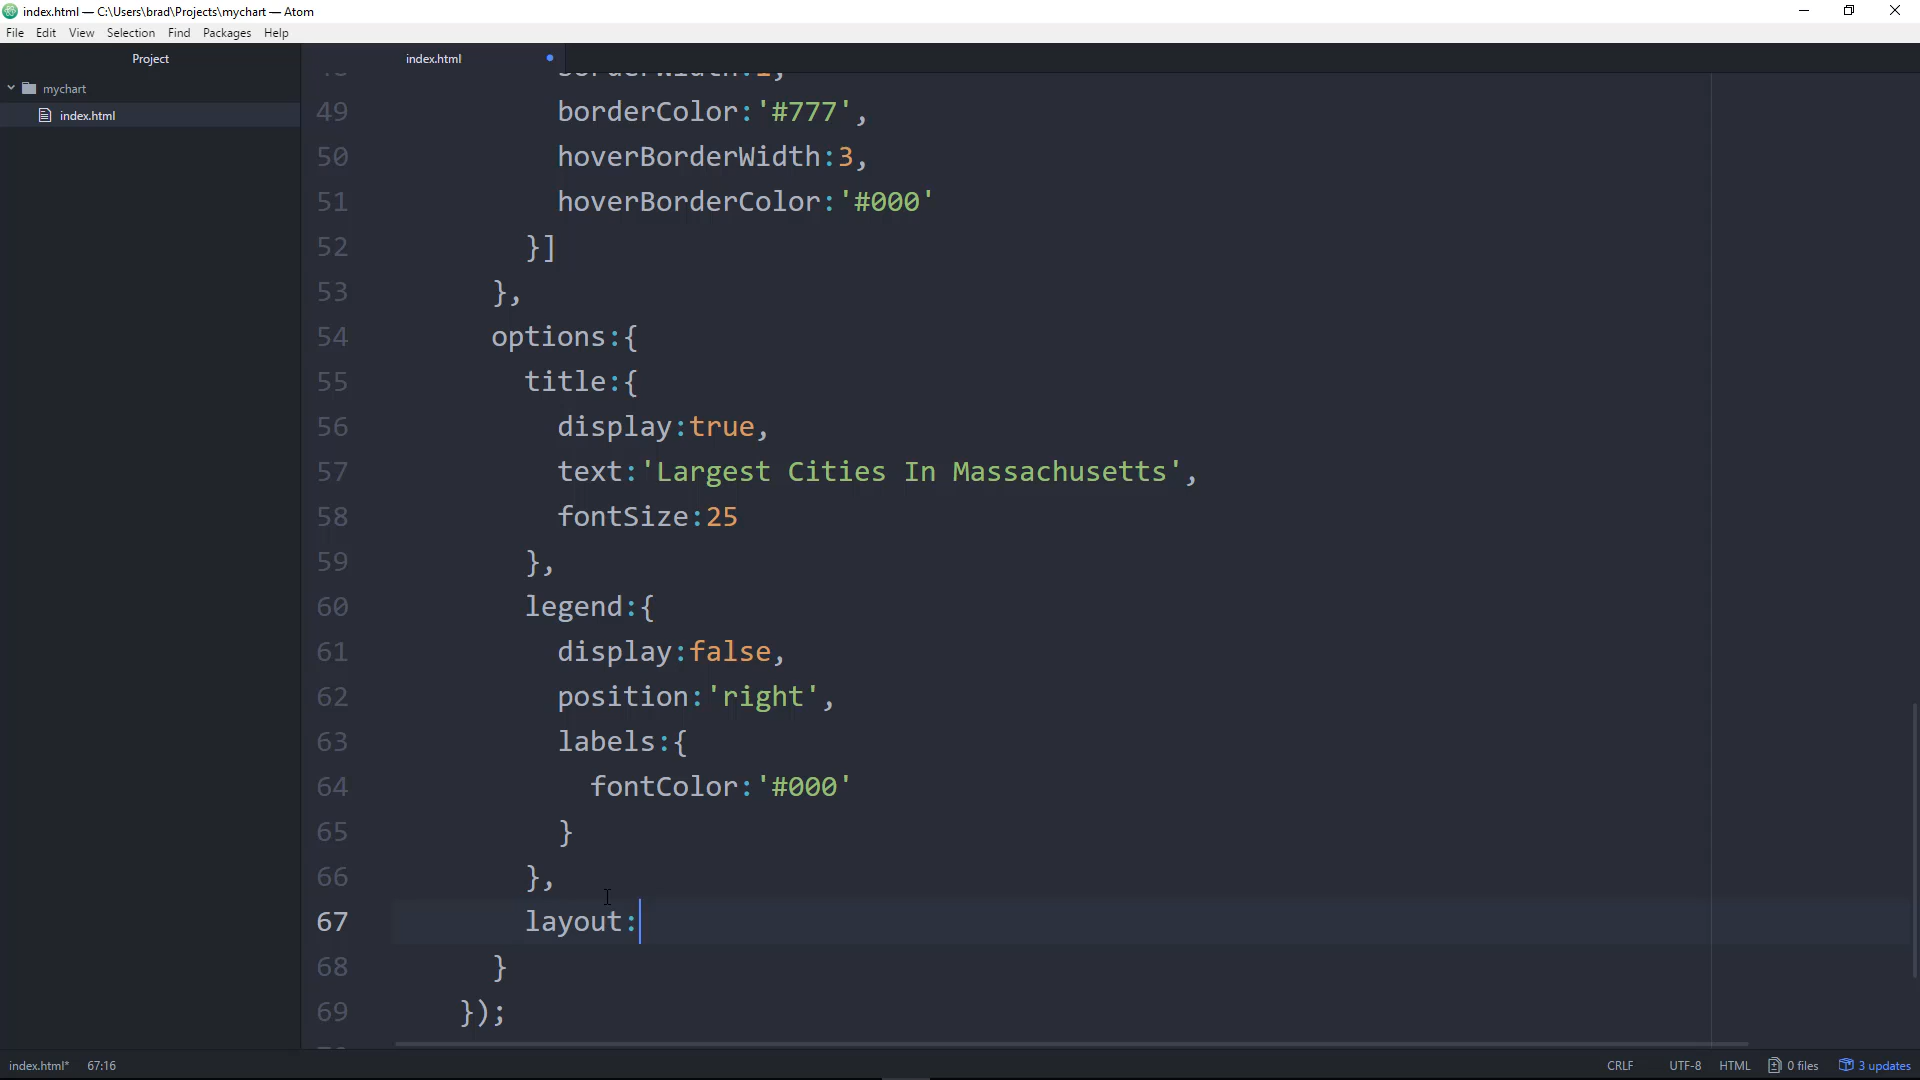 index.html — C:\Users\brad\Projects\mychart — Atom
File Edit View Selection Find Packages Help
Project
index.html
mychart
index.html
49 borderColor:'#777',
50 hoverBorderWidth:3,
51 hoverBorderColor:'#000'
52 }]
53 },
54 options:{
55 title:{
56 display:true,
57 text:'Largest Cities In Massachusetts',
58 fontSize:25
59 },
60 legend:{
61 display:false,
62 position:'right',
63 labels:{
64 fontColor:'#000'
65 }
66 },
67 layout:
68 }
69 });
index.html* 67:16 CRLF UTF-8 HTML 0 files 3 updates